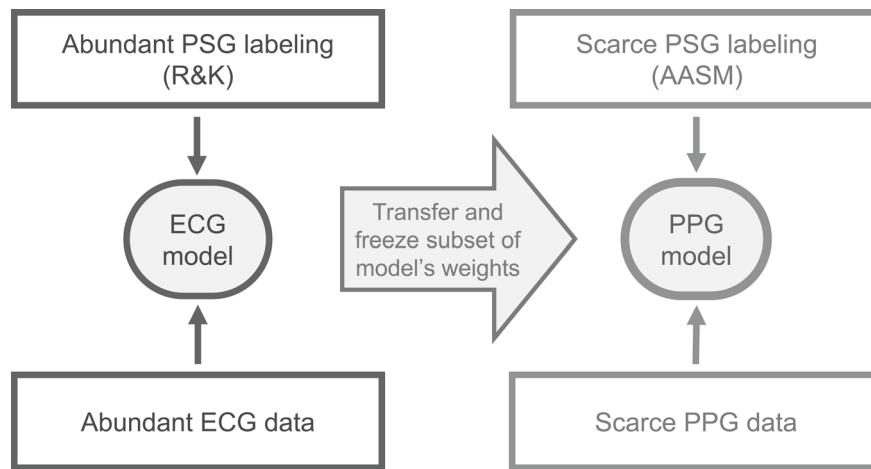 Abundant PSG labeling
(R&K)
Scarce PSG labeling
(AASM)
ECG
model
Transfer and
freeze subset of
model's weights
PPG
model
Abundant ECG data
Scarce PPG data